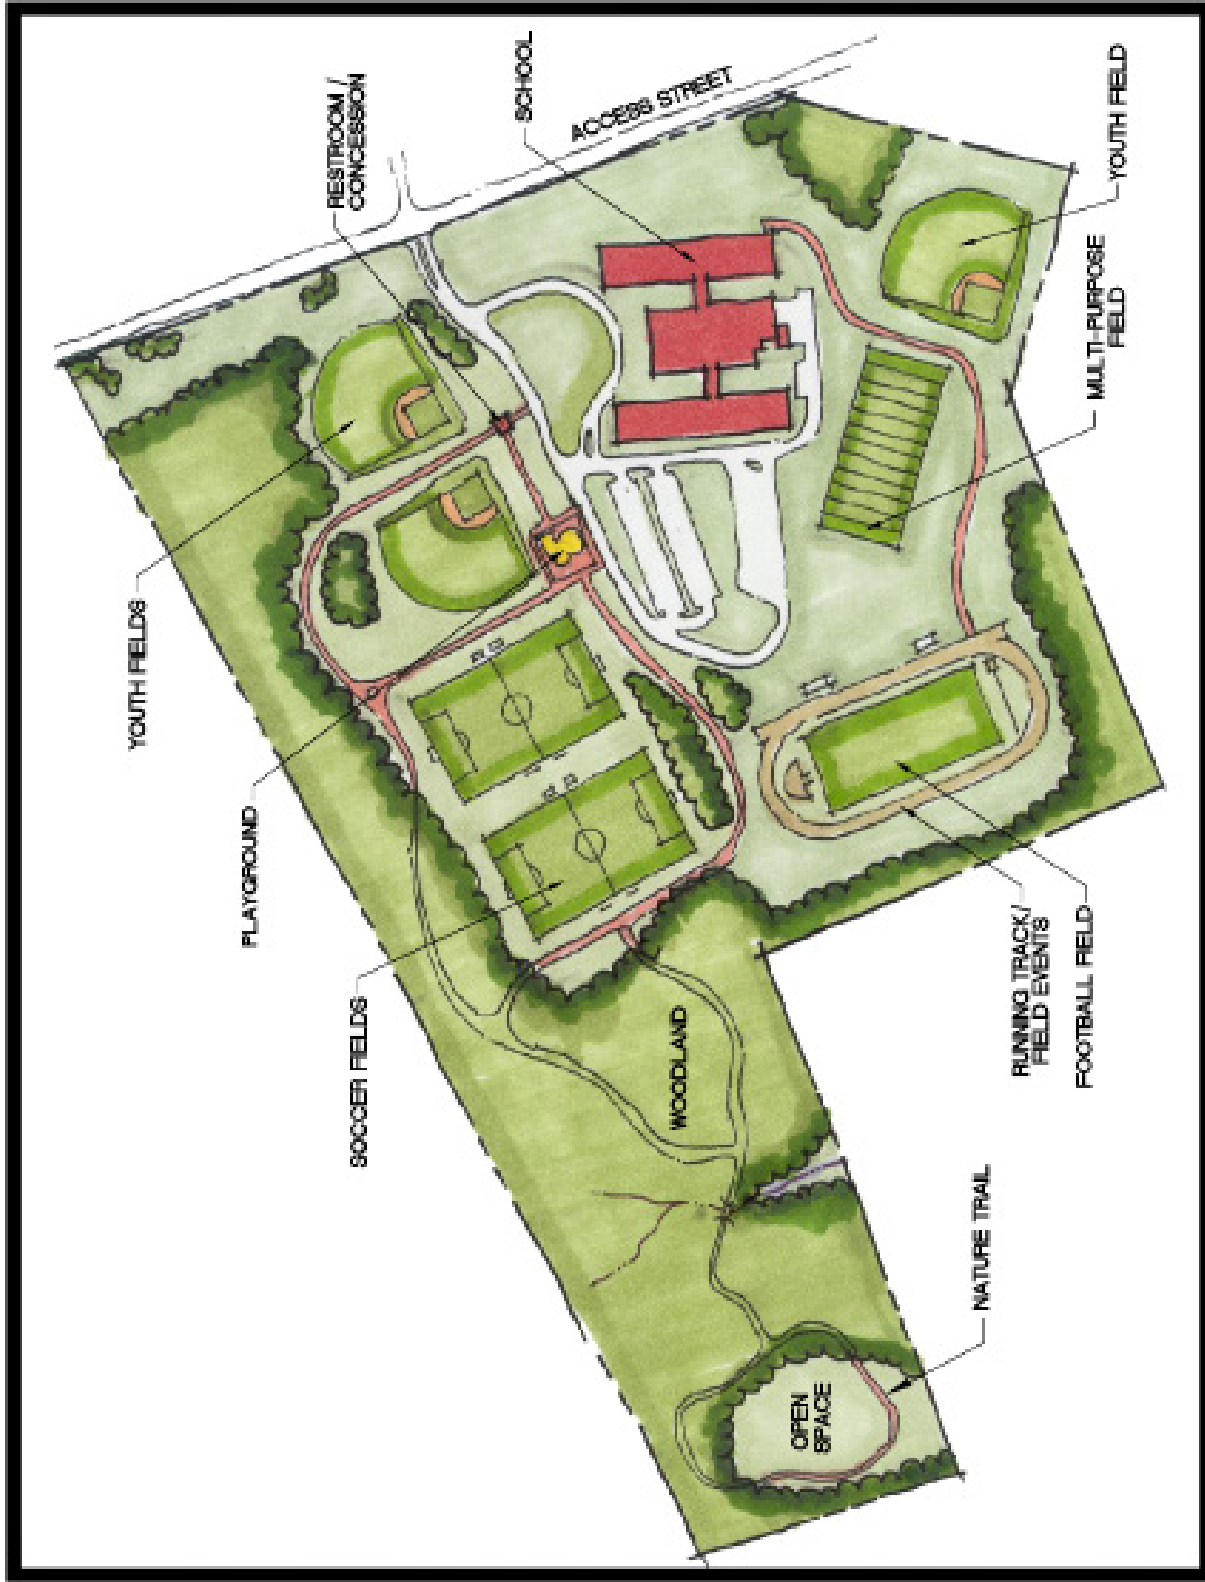 YOUTH FIELDS
PLAYGROUND
SOCCER FIELDS
RESTROOM /
CONCESSION
SCHOOL
ACCESS STREET
YOUTH FIELD
MULTI-PURPOSE
FIELD
WOODLAND
RUNNING TRACK/
FIELD EVENTS
FOOTBALL FIELD
NATURE TRAIL
OPEN
SPACE